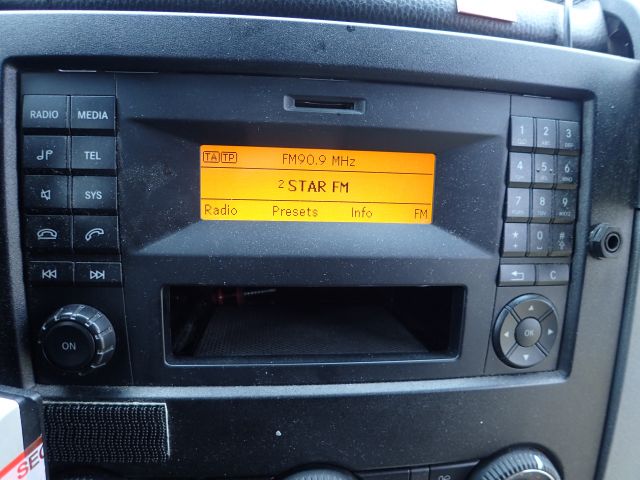 RADIO MEDIA
TEL
SYS
ON
TA TP FM90.9 MHz
2 STAR FM
Radio Presets Info FM
1 2 3
4 5 6
7 8 9
* 0 #
C
OK
SEC